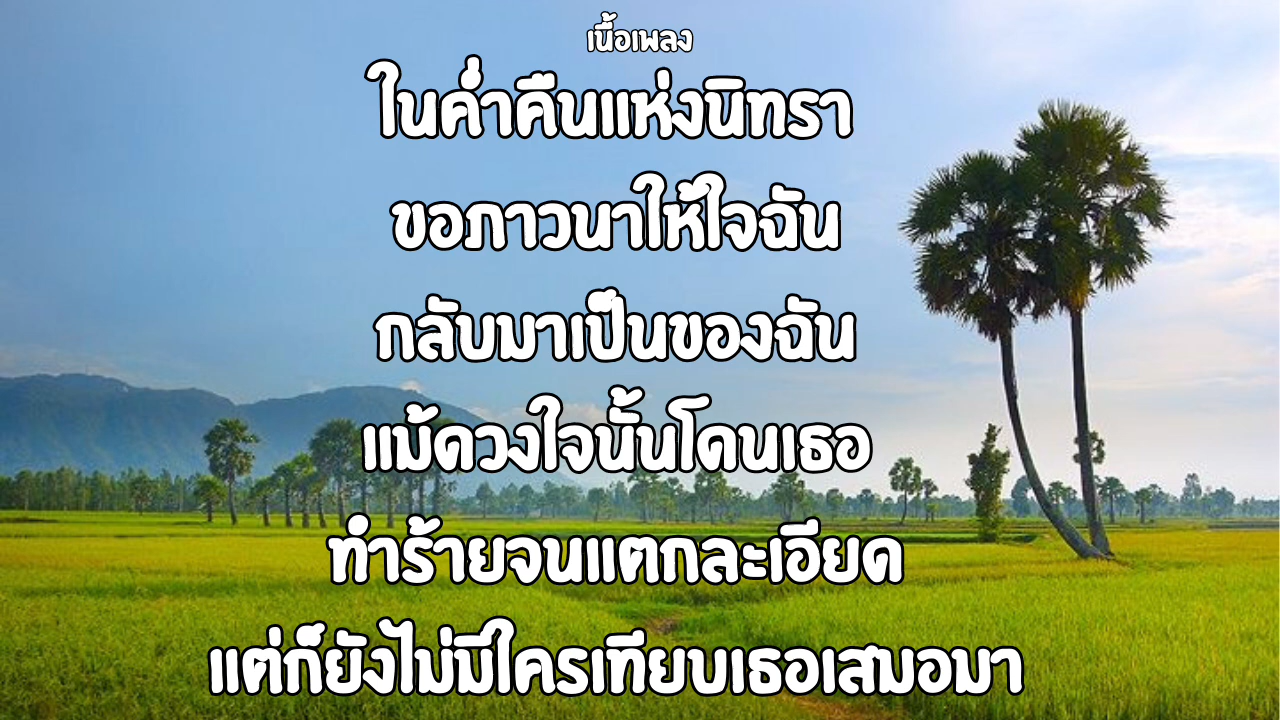 เนื้อเพลง
ในค่ำคืนแห่งนิทรา
ขอภาวนาให้ใจฉัน
กลับมาเป็นของฉัน
แม้ดวงใจนั้นโดนเธอ
ทำร้ายจนแตกละเอียด
แต่ก็ยังไม่มีใครเทียบเธอเสมอมา